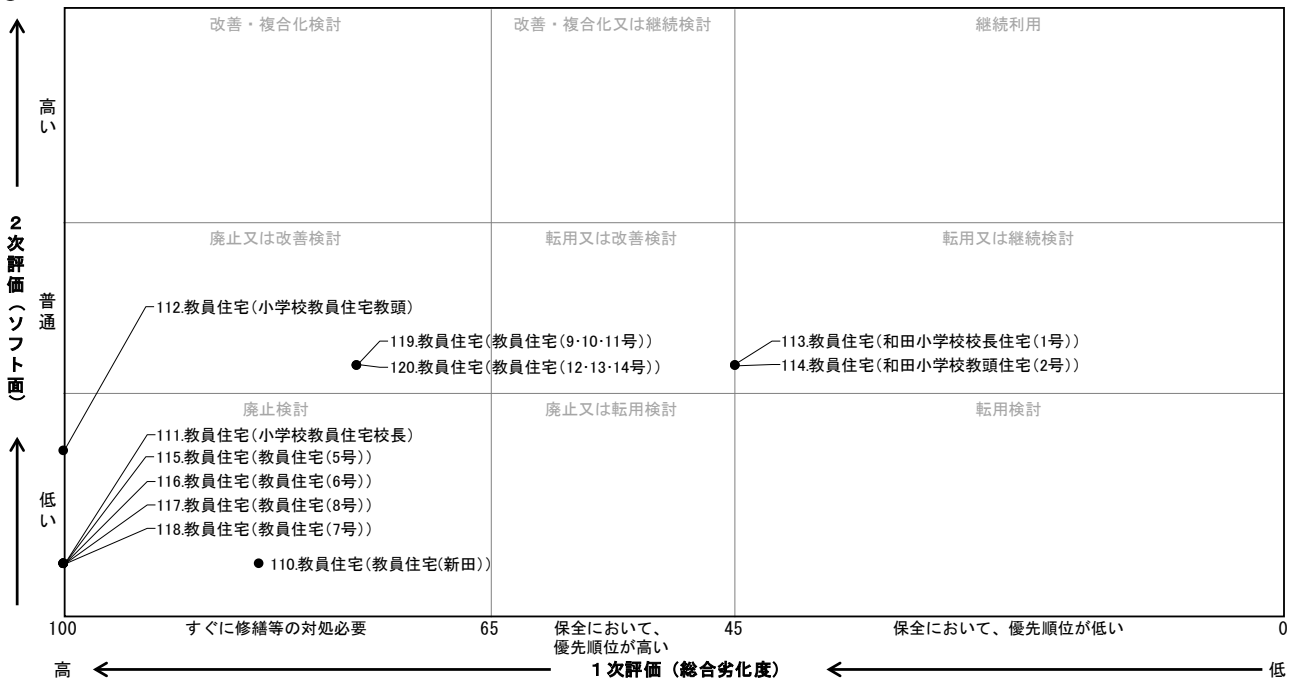 改善・複合化検討
改善・複合化又は継続検討
継続利用
高い
2次評価（ソフト面）
廃止又は改善検討
転用又は改善検討
転用又は継続検討
普通
112.教員住宅(小学校教員住宅教頭)
119.教員住宅(教員住宅(9・10・11号))
120.教員住宅(教員住宅(12・13・14号))
113.教員住宅(和田小学校校長住宅(1号))
114.教員住宅(和田小学校教頭住宅(2号))
廃止検討
廃止又は転用検討
転用検討
低い
111.教員住宅(小学校教員住宅校長)
115.教員住宅(教員住宅(5号))
116.教員住宅(教員住宅(6号))
117.教員住宅(教員住宅(8号))
118.教員住宅(教員住宅(7号))
110.教員住宅(教員住宅(新田))
100
すぐに修繕等の対処必要
65
保全において、
優先順位が高い
45
保全において、優先順位が低い
0
高
1次評価（総合劣化度）
低